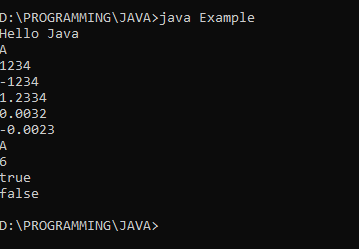 D:\PROGRAMMING\JAVA>java Example
Hello Java
A
1234
-1234
1.2334
0.0032
-0.0023
A
6
true
false
D:\PROGRAMMING\JAVA>